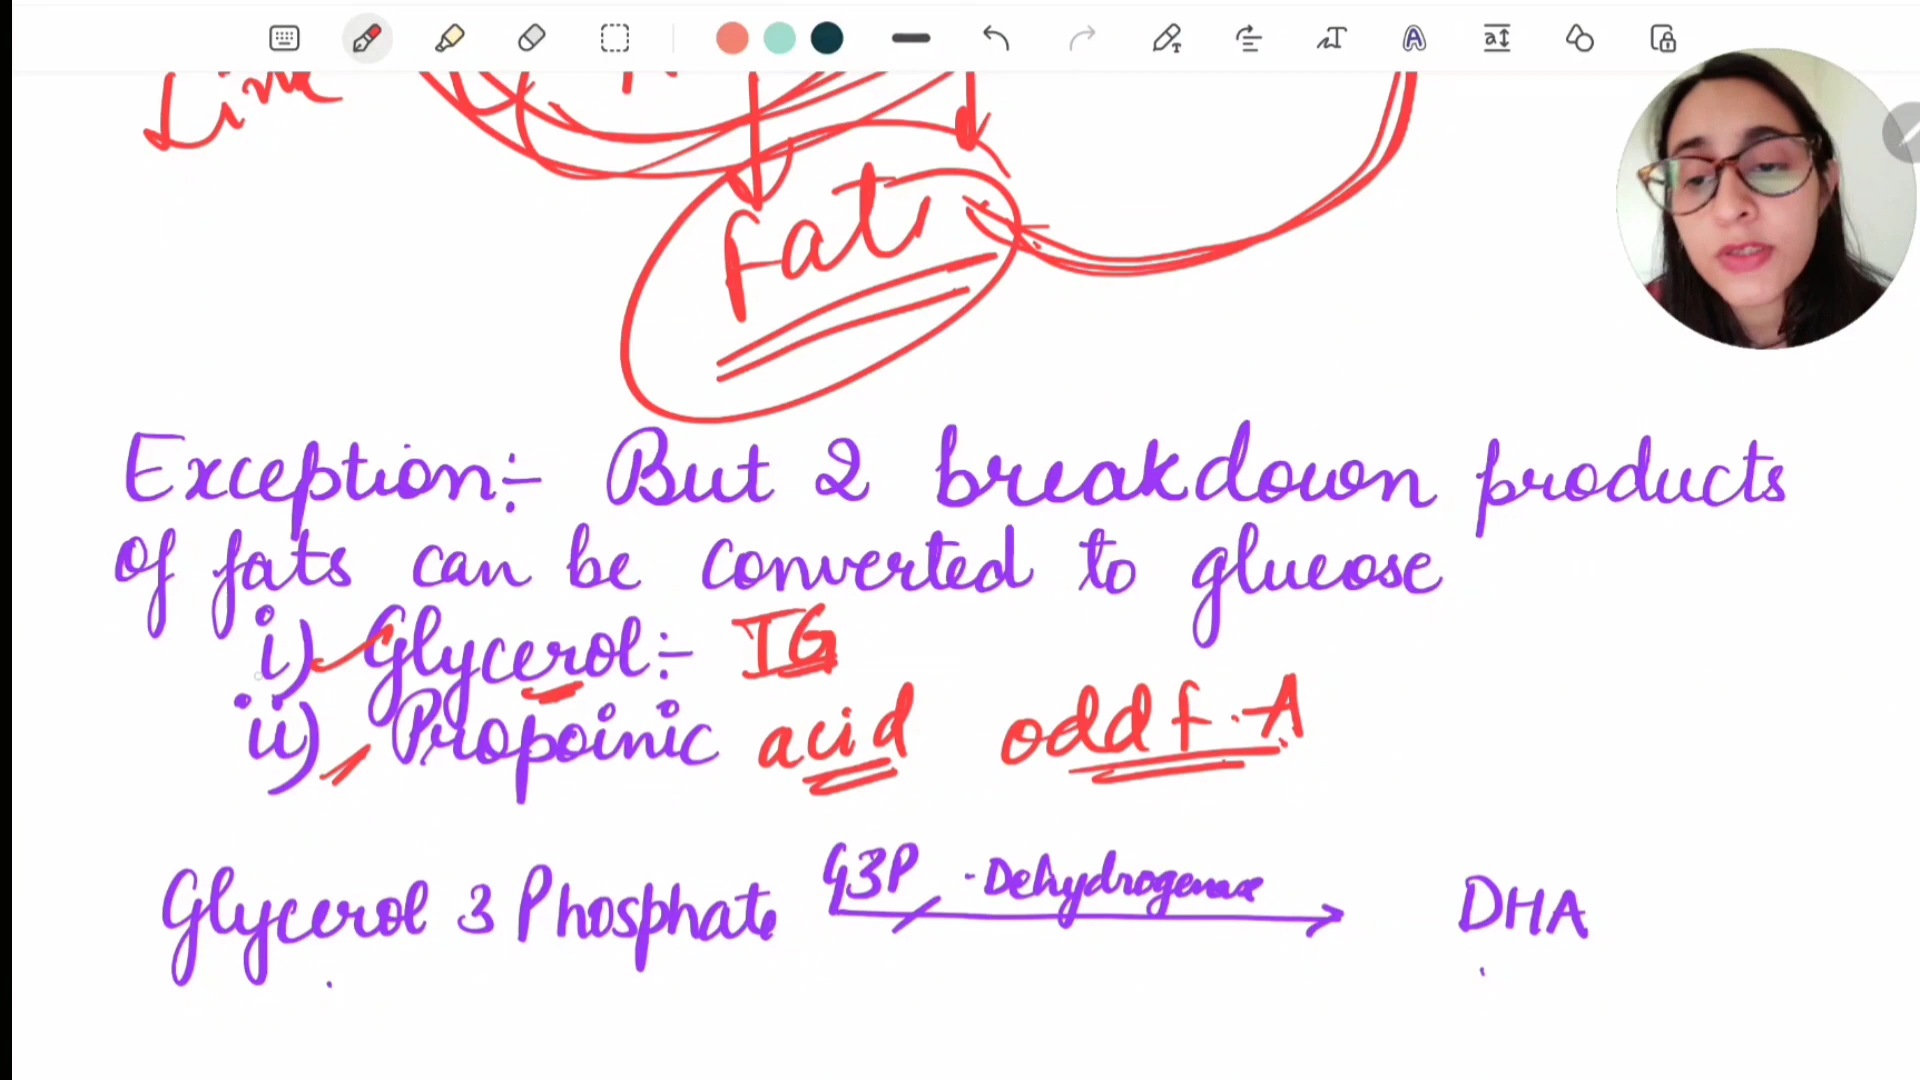 fats
Exception:- But 2 breakdown products
of fats can be converted to glucose
i) Glycerol:- TG
ii) Propoinic acid odd f.A
G3P -Dehydrogenase
Glycerol 3 Phosphate DHA